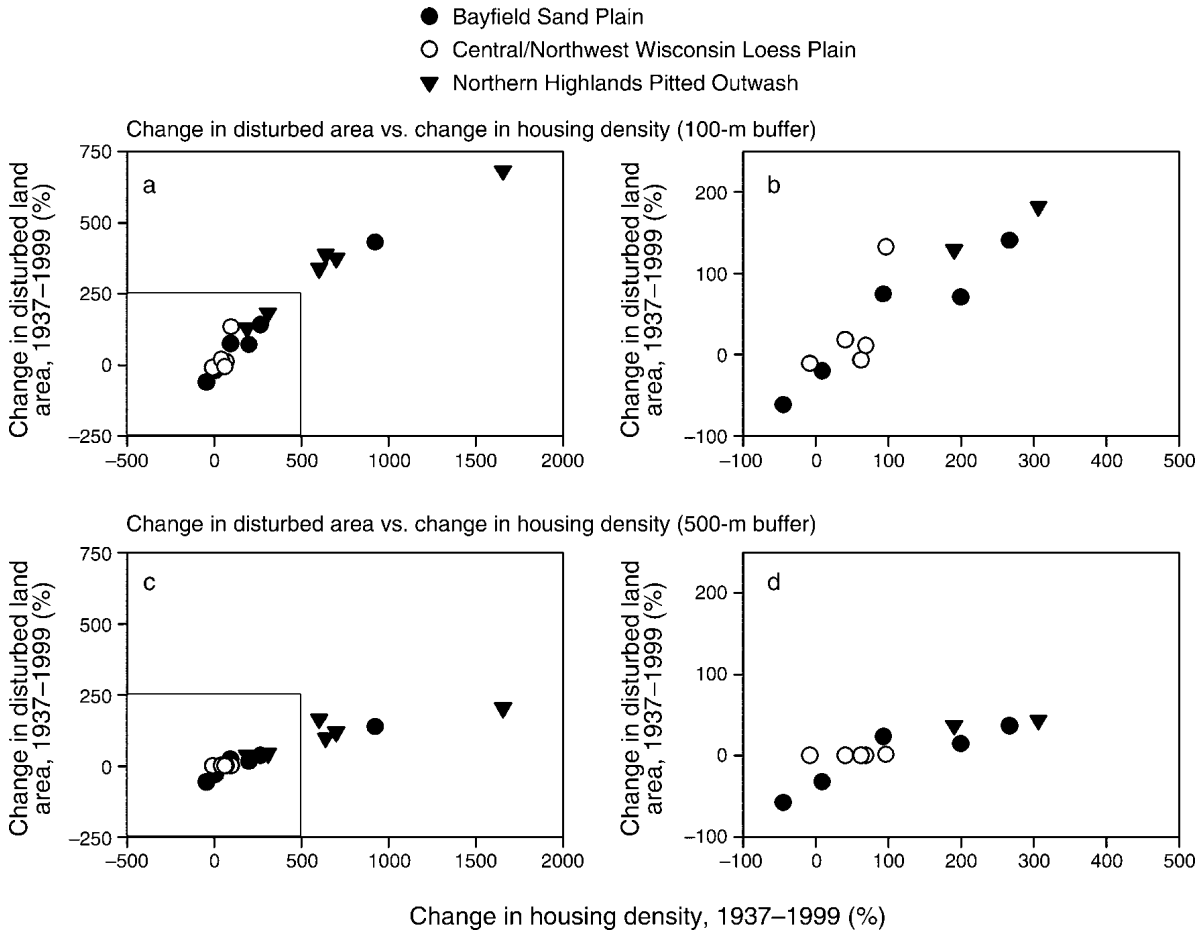 Bayfield Sand Plain
Central/Northwest Wisconsin Loess Plain
Northern Highlands Pitted Outwash
Change in disturbed area vs. change in housing density (100-m buffer)
Change in disturbed land
area, 1937–1999 (%)
750
500
250
0
–250
a
–500
0
500
1000
1500
2000
Change in disturbed land
area, 1937–1999 (%)
200
100
0
–100
b
–100
0
100
200
300
400
500
Change in disturbed area vs. change in housing density (500-m buffer)
Change in disturbed land
area, 1937–1999 (%)
750
500
250
0
–250
c
–500
0
500
1000
1500
2000
Change in disturbed land
area, 1937–1999 (%)
200
100
0
–100
d
–100
0
100
200
300
400
500
Change in housing density, 1937–1999 (%)